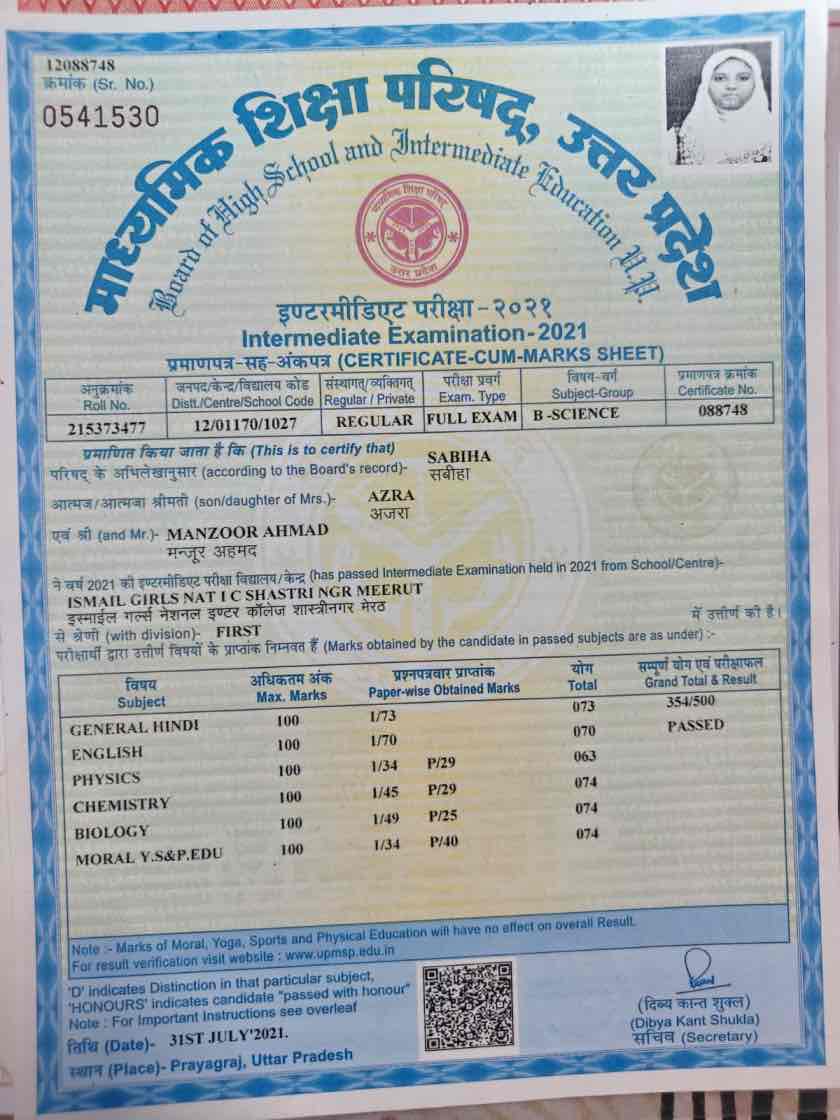 12088748
क्रमांक (Sr. No.)
0541530
माध्यमिक शिक्षा परिषद्, उत्तर प्रदेश
Board of High School and Intermediate Education U.P.
माध्यमिक शिक्षा परिषद्
उत्तर प्रदेश
इण्टरमीडिएट परीक्षा-२०२१
Intermediate Examination-2021
प्रमाणपत्र-सह-अंकपत्र (CERTIFICATE-CUM-MARKS SHEET)
अनुक्रमांक जनपद/केन्द्र/विद्यालय कोड संस्थागत/व्यक्तिगत परीक्षा प्रवर्ग विषय-वर्ग प्रमाणपत्र क्रमांक
Roll No. Distt./Centre/School Code Regular / Private Exam. Type Subject-Group Certificate No.
215373477 12/01170/1027 REGULAR FULL EXAM B -SCIENCE 088748
प्रमाणित किया जाता है कि (This is to certify that)
परिषद् के अभिलेखानुसार (according to the Board's record)- SABIHA
सबीहा
आत्मज/आत्मजा श्रीमती (son/daughter of Mrs.)- AZRA
अजरा
एवं श्री (and Mr.)- MANZOOR AHMAD
मन्जूर अहमद
ने वर्ष 2021 की इण्टरमीडिएट परीक्षा विद्यालय/केन्द्र (has passed Intermediate Examination held in 2021 from School/Centre)-
ISMAIL GIRLS NAT I C SHASTRI NGR MEERUT
इस्माईल गर्ल्स नेशनल इण्टर कॉलेज शास्त्रीनगर मेरठ में उत्तीर्ण की है।
से श्रेणी (with division)- FIRST
परीक्षार्थी द्वारा उत्तीर्ण विषयों के प्राप्तांक निम्नवत हैं (Marks obtained by the candidate in passed subjects are as under) :-
विषय अधिकतम अंक प्रश्नपत्रवार प्राप्तांक योग सम्पूर्ण योग एवं परीक्षाफल
Subject Max. Marks Paper-wise Obtained Marks Total Grand Total & Result
GENERAL HINDI 100 1/73 073 354/500
ENGLISH 100 1/70 070 PASSED
PHYSICS 100 1/34 P/29 063
CHEMISTRY 100 1/45 P/29 074
BIOLOGY 100 1/49 P/25 074
MORAL Y.S&P.EDU 100 1/34 P/40 074
Note :- Marks of Moral, Yoga, Sports and Physical Education will have no effect on overall Result.
For result verification visit website : www.upmsp.edu.in
'D' indicates Distinction in that particular subject,
'HONOURS' indicates candidate "passed with honour"
Note : For Important Instructions see overleaf
तिथि (Date)- 31ST JULY'2021.
स्थान (Place)- Prayagraj, Uttar Pradesh
(दिब्य कान्त शुक्ल)
(Dibya Kant Shukla)
सचिव (Secretary)